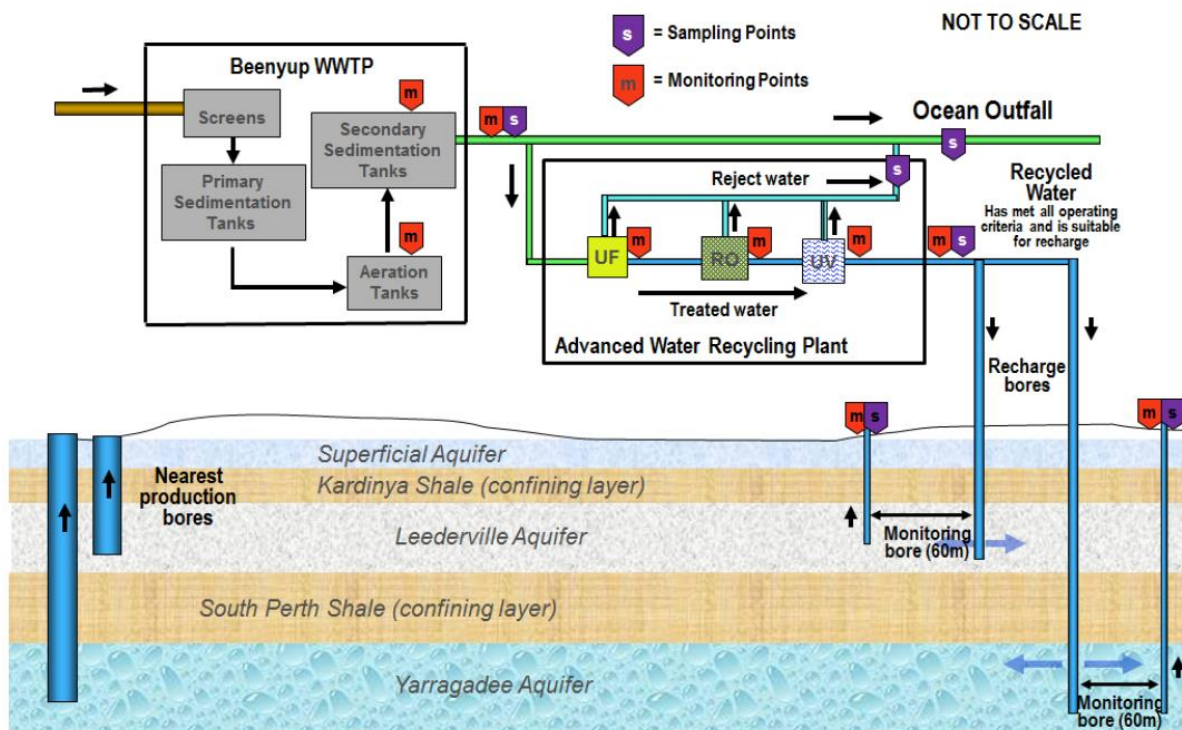 NOT TO SCALE
s
= Sampling Points
m
= Monitoring Points
Beenyup WWTP
Screens
Primary
Sedimentation
Tanks
m
Secondary
Sedimentation
Tanks
m
Aeration
Tanks
m s
Ocean Outfall
s
s
Reject water
UF
m
RO
m
UV
m
Treated water
Advanced Water Recycling Plant
m s
Recycled
Water
Has met all operating
criteria and is suitable
for recharge
Recharge
bores
m s
m s
Superficial Aquifer
Kardinya Shale (confining layer)
Nearest
production
bores
Leederville Aquifer
Monitoring
bore (60m)
South Perth Shale (confining layer)
Yarragadee Aquifer
Monitoring
bore (60m)